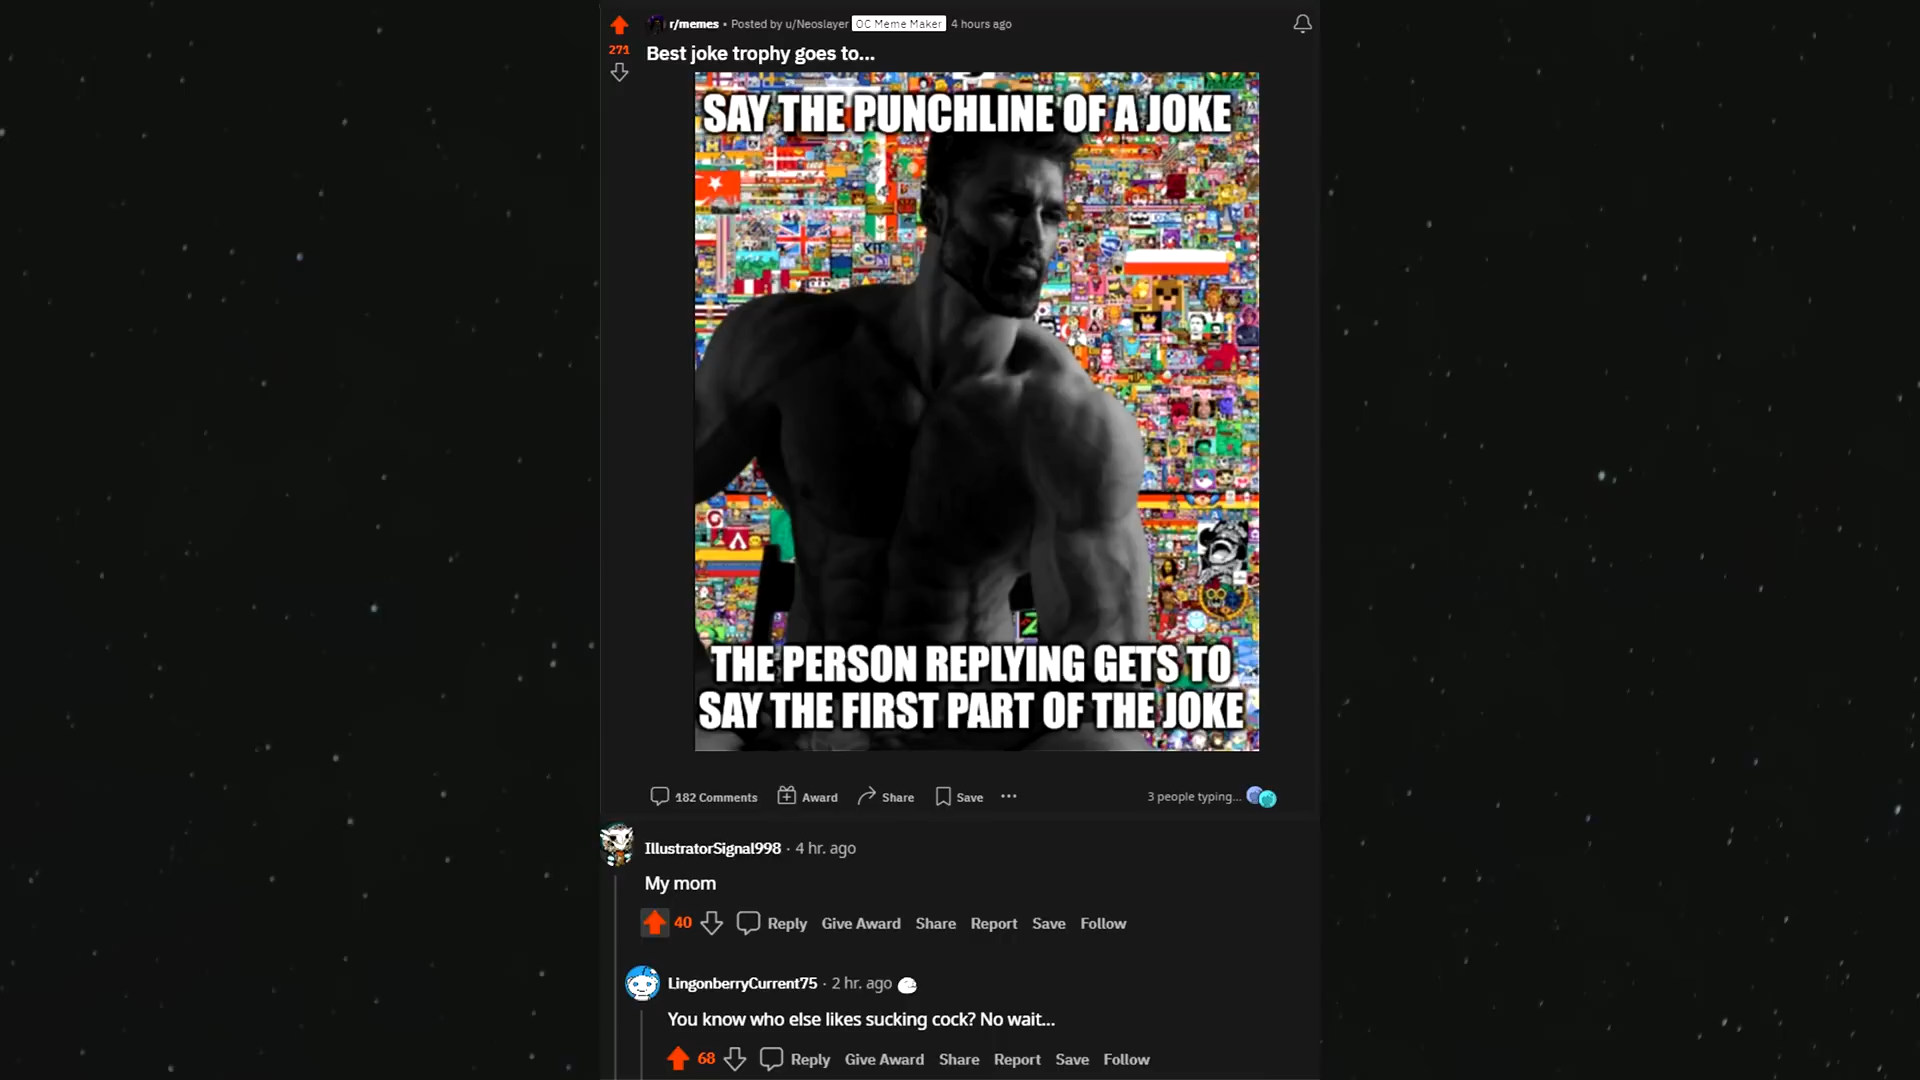 r/memes • Posted by u/Neoslayer OC Meme Maker 4 hours ago
271
Best joke trophy goes to...
SAY THE PUNCHLINE OF A JOKE
THE PERSON REPLYING GETS TO
SAY THE FIRST PART OF THE JOKE
182 Comments Award Share Save ••• 3 people typing...
IllustratorSignal998 · 4 hr. ago
My mom
40 Reply Give Award Share Report Save Follow
LingonberryCurrent75 · 2 hr. ago
You know who else likes sucking cock? No wait...
68 Reply Give Award Share Report Save Follow